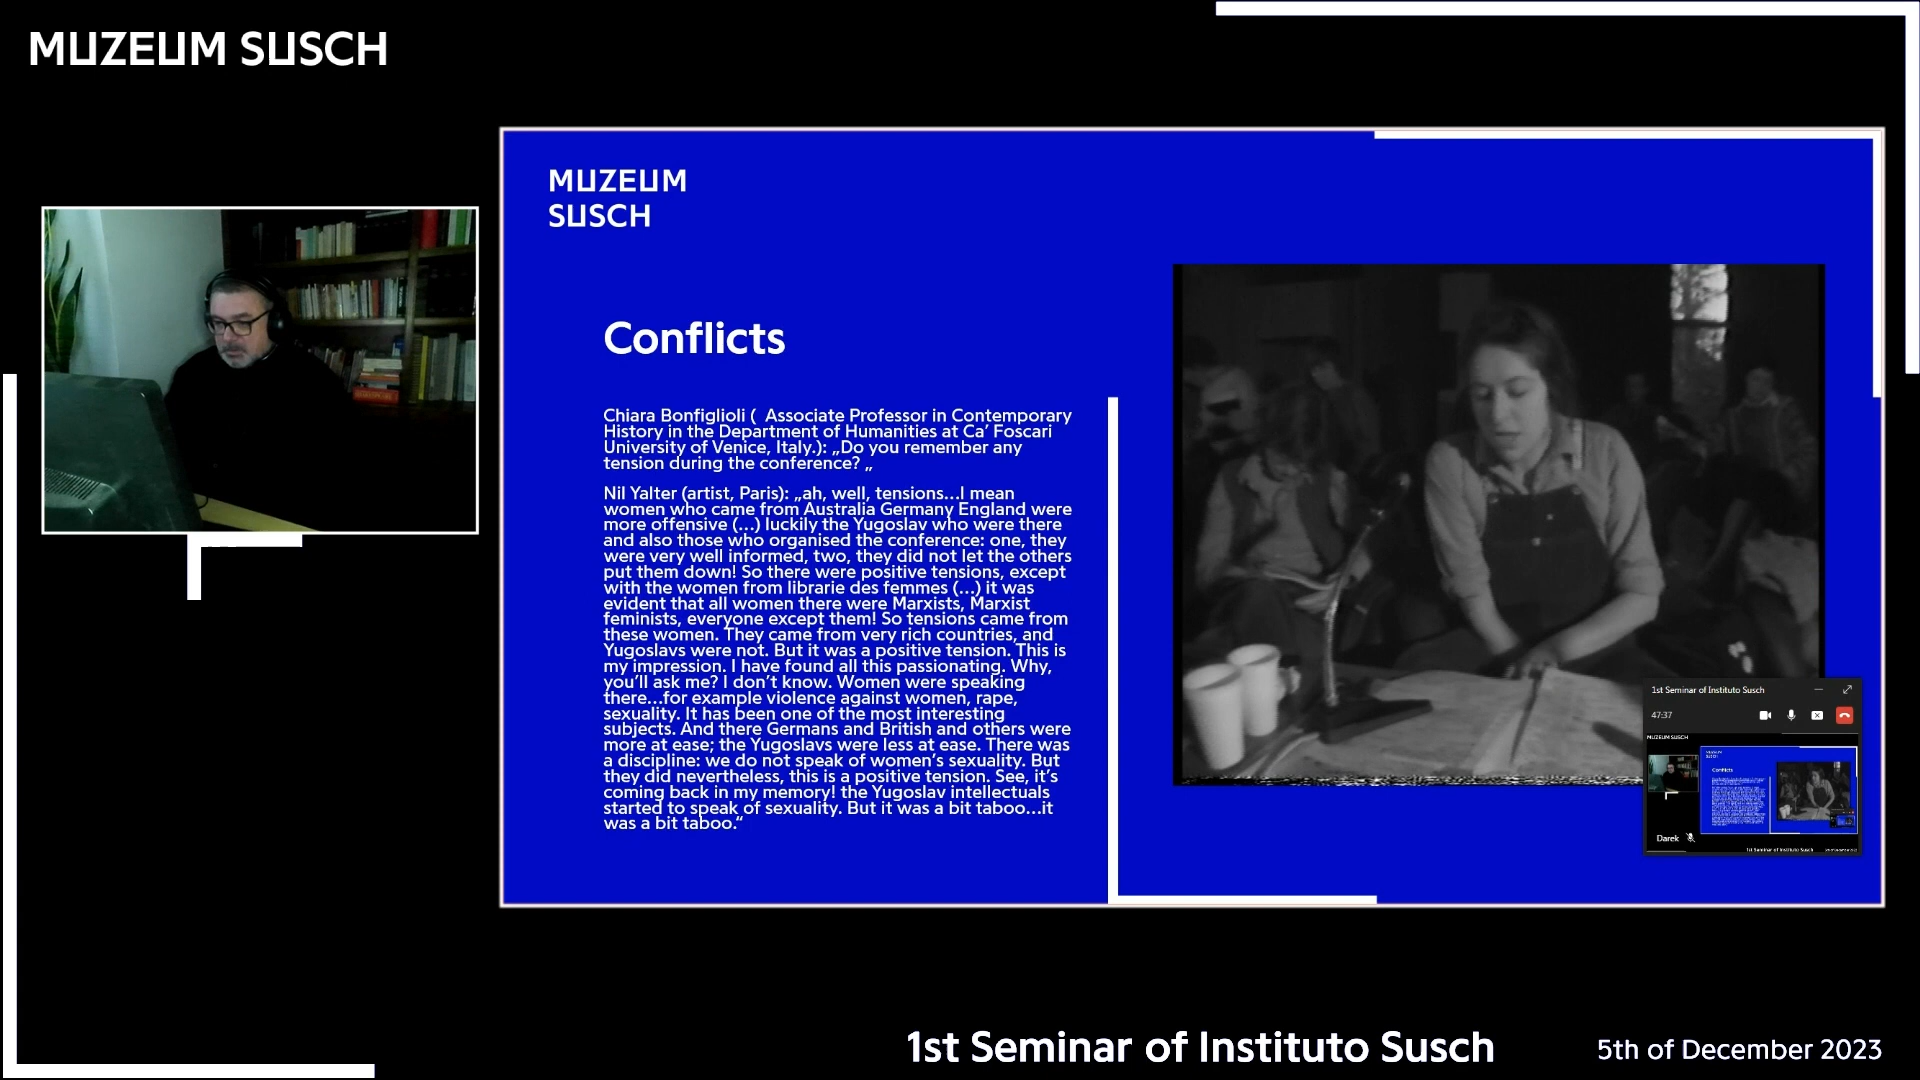 MUZEUM SUSCH
MUZEUM
SUSCH
Conflicts
Chiara Bonfiglioli (  Associate Professor in Contemporary
History in the Department of Humanities at Ca’ Foscari
University of Venice, Italy.): „Do you remember any
tension during the conference? „
Nil Yalter (artist, Paris): „ah, well, tensions...I mean
women who came from Australia Germany England were
more offensive (...) luckily the Yugoslav who were there
and also those who organised the conference: one, they
were very well informed, two, they did not let the others
put them down! So there were positive tensions, except
with the women from librarie des femmes (...) it was
evident that all women there were Marxists, Marxist
feminists, everyone except them! So tensions came from
these women. They came from very rich countries, and
Yugoslavs were not. But it was a positive tension. This is
my impression. I have found all this passionating. Why,
you’ll ask me? I don’t know. Women were speaking
there...for example violence against women, rape,
sexuality. It has been one of the most interesting
subjects. And there Germans and British and others were
more at ease; the Yugoslavs were less at ease. There was
a discipline: we do not speak of women’s sexuality. But
they did nevertheless, this is a positive tension. See, it’s
coming back in my memory! the Yugoslav intellectuals
started to speak of sexuality. But it was a bit taboo...it
was a bit taboo.“
1st Seminar of Instituto Susch
47:37
MUZEUM SUSCH
Conflicts
Darek
1st Seminar of Instituto Susch
1st Seminar of Instituto Susch
5th of December 2023